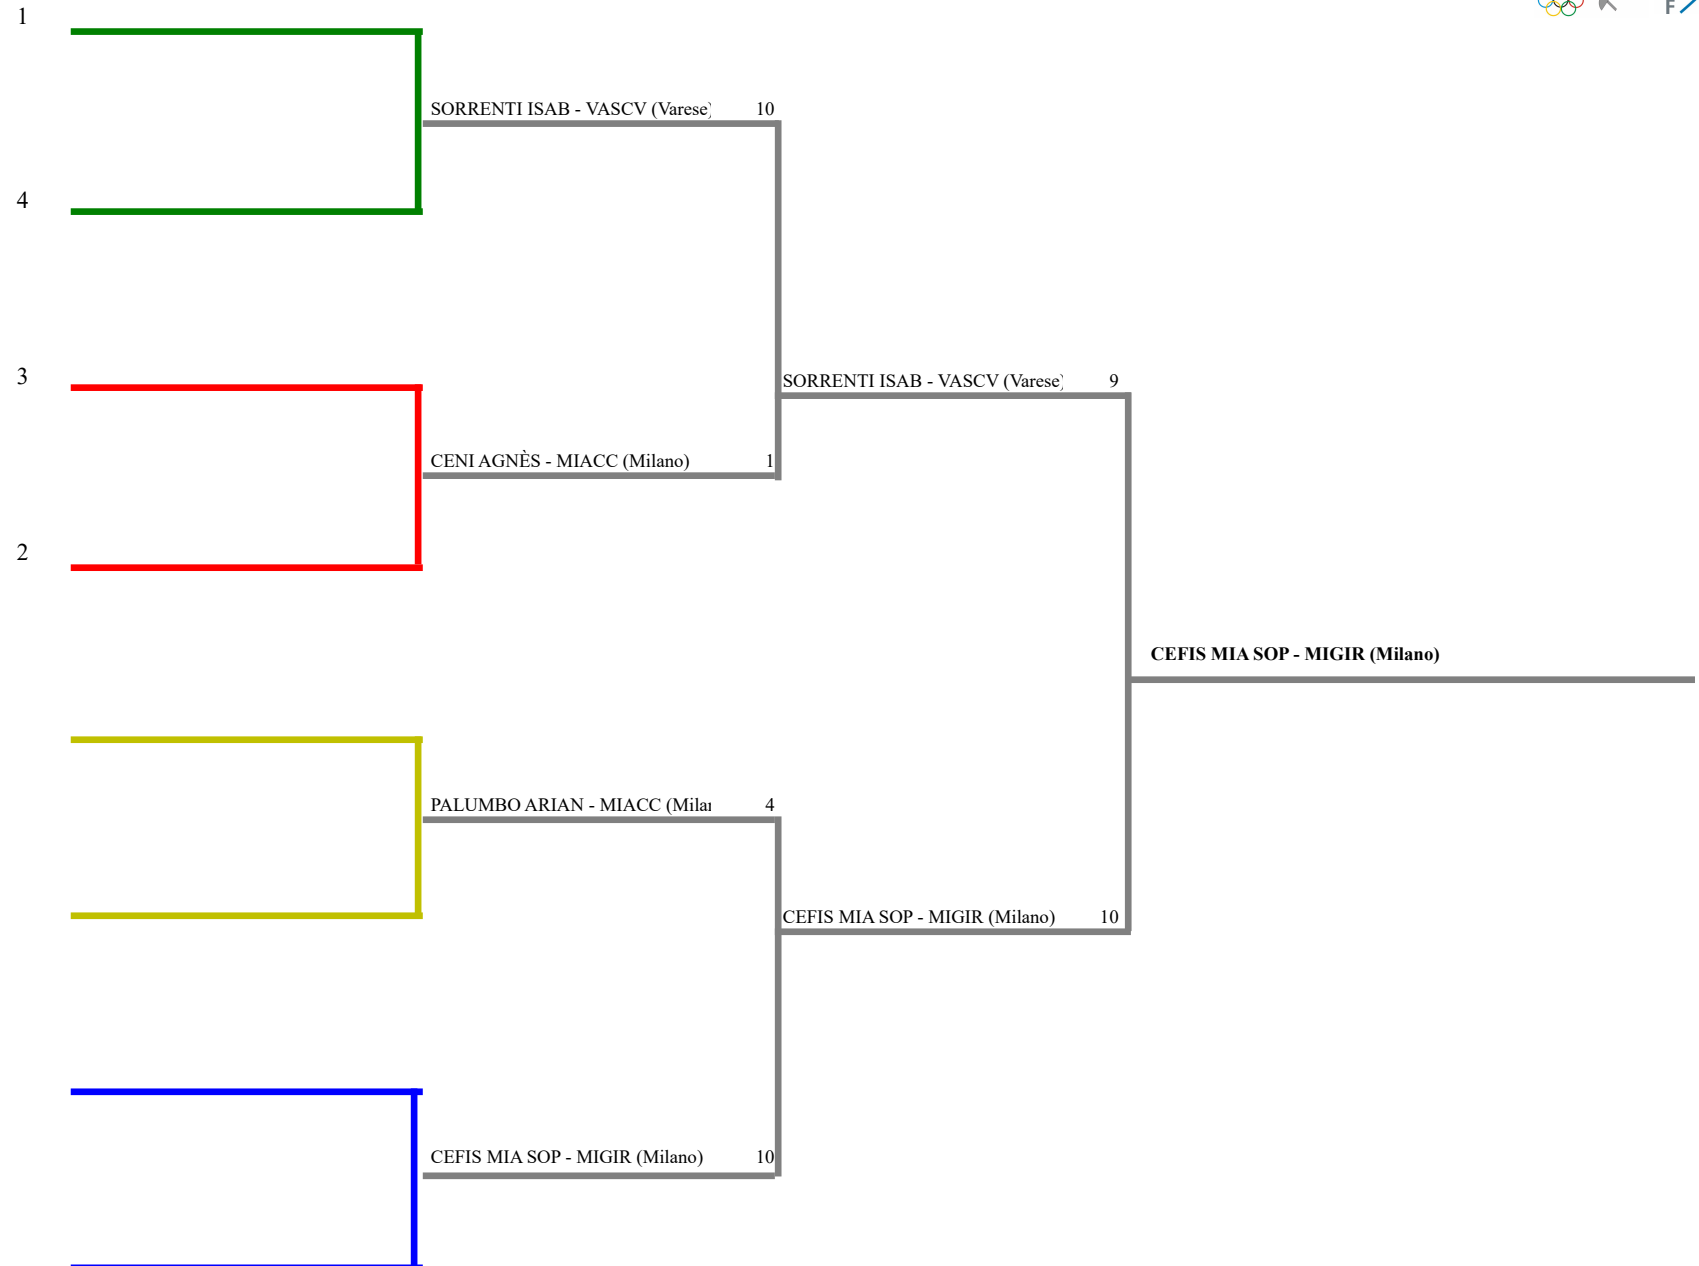 1
F
SORRENTI ISAB - VASCV (Varese) 10
4
3
SORRENTI ISAB - VASCV (Varese) 9
CENI AGNÈS - MIACC (Milano) 1
2
CEFIS MIA SOP - MIGIR (Milano)
PALUMBO ARIAN - MIACC (Mila 4
CEFIS MIA SOP - MIGIR (Milano) 10
CEFIS MIA SOP - MIGIR (Milano) 10